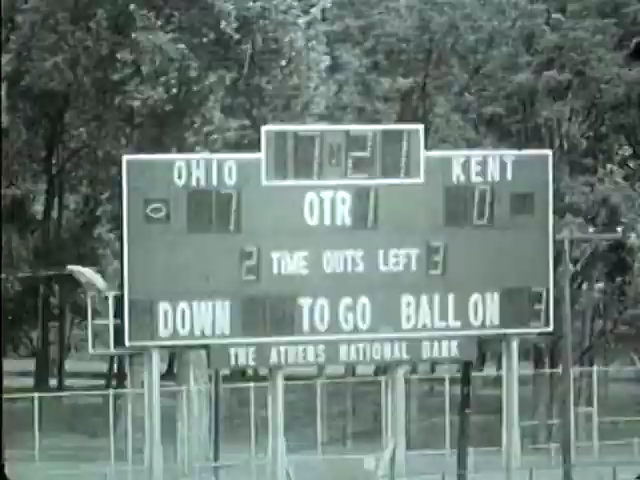 17:21
OHIO KENT
7 QTR 1 0
2 TIME OUTS LEFT 3
DOWN TO GO BALL ON 3
THE ATHENS NATIONAL BANK